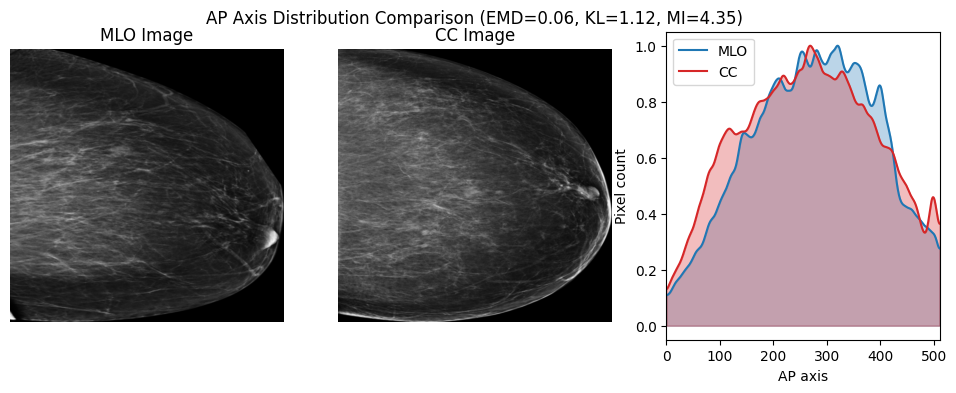 AP Axis Distribution Comparison (EMD=0.06, KL=1.12, MI=4.35)
MLO Image
CC Image
MLO
CC
1.0
0.8
0.6
0.4
0.2
0.0
Pixel count
0 100 200 300 400 500
AP axis